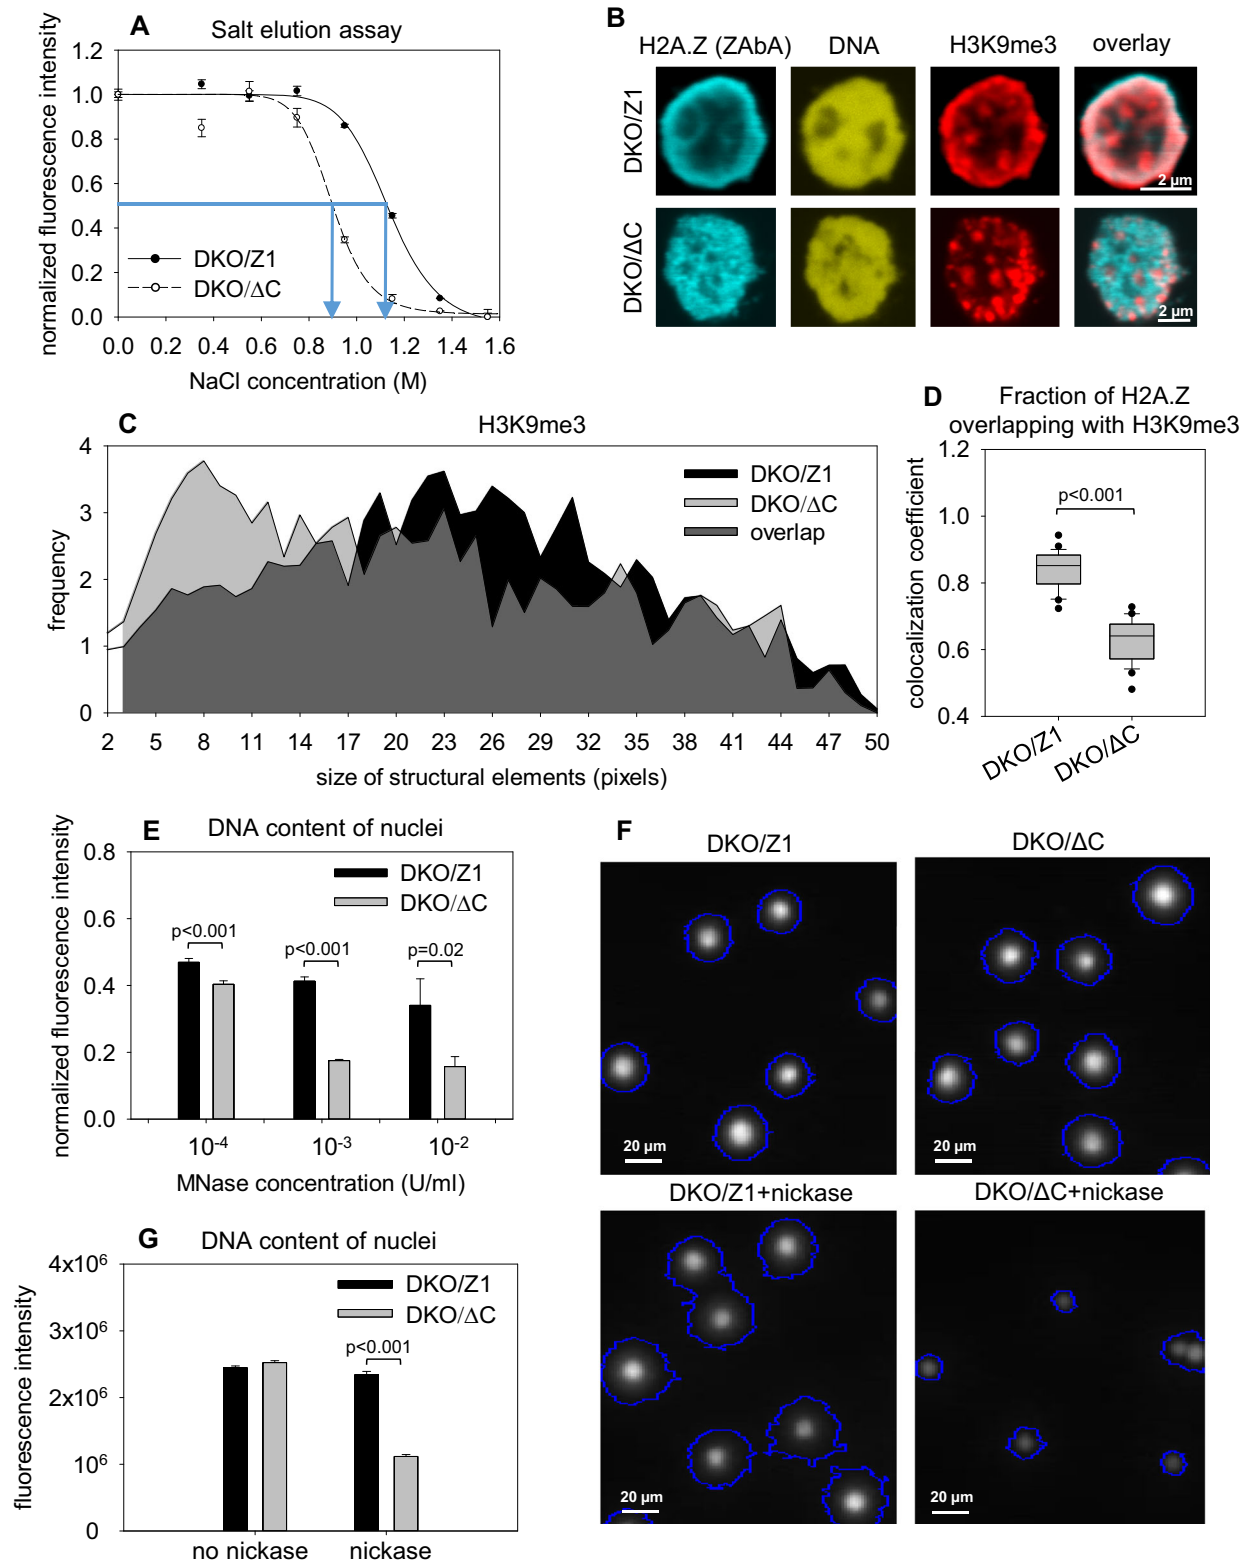 A
Salt elution assay
normalized fluorescence intensity
1.2
1.0
0.8
0.6
0.4
0.2
0.0
DKO/Z1
DKO/ΔC
0.0 0.2 0.4 0.6 0.8 1.0 1.2 1.4 1.6
NaCl concentration (M)
B
H2A.Z (ZAbA) DNA H3K9me3 overlay
DKO/Z1
2 µm
DKO/ΔC
2 µm
C
H3K9me3
frequency
4
3
2
1
0
DKO/Z1
DKO/ΔC
overlap
2 5 8 11 14 17 20 23 26 29 32 35 38 41 44 47 50
size of structural elements (pixels)
D
Fraction of H2A.Z
overlapping with H3K9me3
colocalization coefficient
1.2
1.0
0.8
0.6
0.4
p<0.001
DKO/Z1
DKO/ΔC
E
DNA content of nuclei
normalized fluorescence intensity
0.8
0.6
0.4
0.2
0.0
DKO/Z1
DKO/ΔC
p<0.001
p<0.001
p=0.02
10⁻⁴ 10⁻³ 10⁻²
MNase concentration (U/ml)
F
DKO/Z1
DKO/ΔC
20 µm
20 µm
DKO/Z1+nickase
DKO/ΔC+nickase
20 µm
20 µm
G
DNA content of nuclei
fluorescence intensity
4x10⁶
3x10⁶
2x10⁶
10⁶
0
DKO/Z1
DKO/ΔC
p<0.001
no nickase nickase